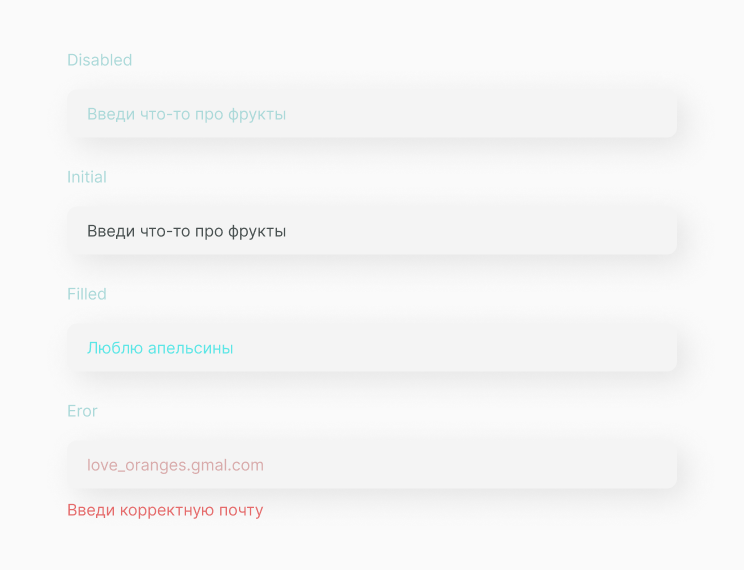 Disabled
Введи что-то про фрукты
Initial
Введи что-то про фрукты
Filled
Люблю апельсины
Eror
love_oranges.gmal.com
Введи корректную почту